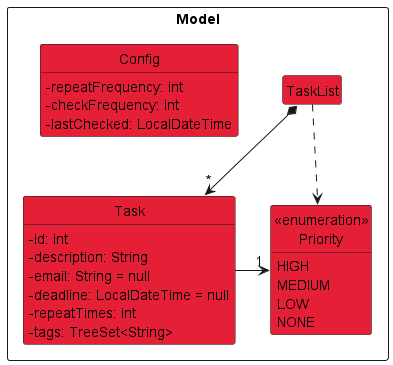 Model
Config
-repeatFrequency: int
-checkFrequency: int
-lastChecked: LocalDateTime
TaskList
*
Task
-id: int
-description: String
-email: String = null
-deadline: LocalDateTime = null
-repeatTimes: int
-tags: TreeSet<String>
1
«enumeration»
Priority
HIGH
MEDIUM
LOW
NONE